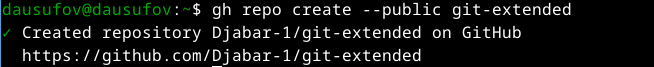 dausufov@dausufov:~$ gh repo create --public git-extended
✓ Created repository Djabar-1/git-extended on GitHub
https://github.com/Djabar-1/git-extended